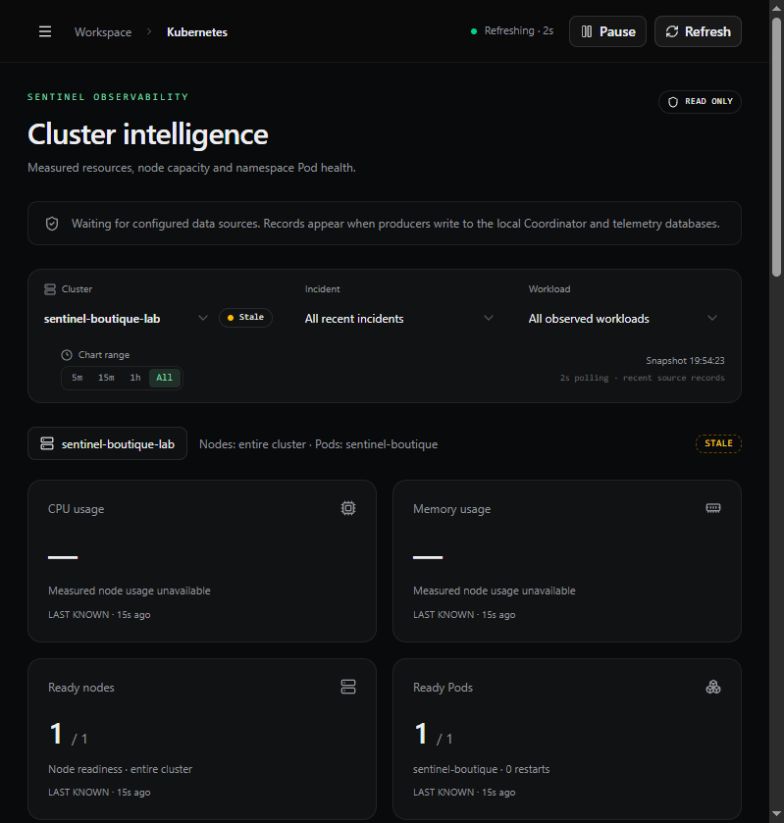 Workspace > Kubernetes
Refreshing · 2s
Pause
Refresh
SENTINEL OBSERVABILITY
READ ONLY
Cluster intelligence
Measured resources, node capacity and namespace Pod health.
Waiting for configured data sources. Records appear when producers write to the local Coordinator and telemetry databases.
Cluster
Incident
Workload
sentinel-boutique-lab
Stale
All recent incidents
All observed workloads
Chart range
Snapshot 19:54:23
5m 15m 1h All
2s polling · recent source records
sentinel-boutique-lab
Nodes: entire cluster · Pods: sentinel-boutique
STALE
CPU usage
—
Measured node usage unavailable
LAST KNOWN · 15s ago
Memory usage
—
Measured node usage unavailable
LAST KNOWN · 15s ago
Ready nodes
1 / 1
Node readiness · entire cluster
LAST KNOWN · 15s ago
Ready Pods
1 / 1
sentinel-boutique · 0 restarts
LAST KNOWN · 15s ago